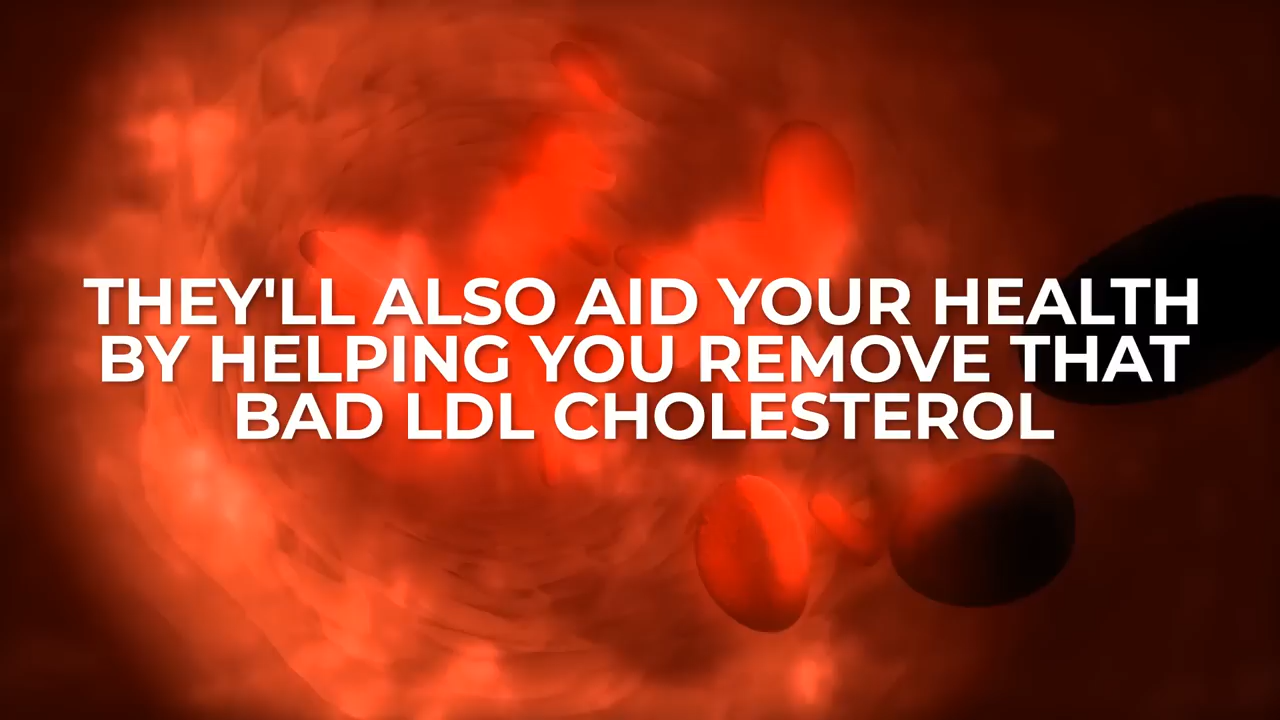 THEY'LL ALSO AID YOUR HEALTH
BY HELPING YOU REMOVE THAT
BAD LDL CHOLESTEROL